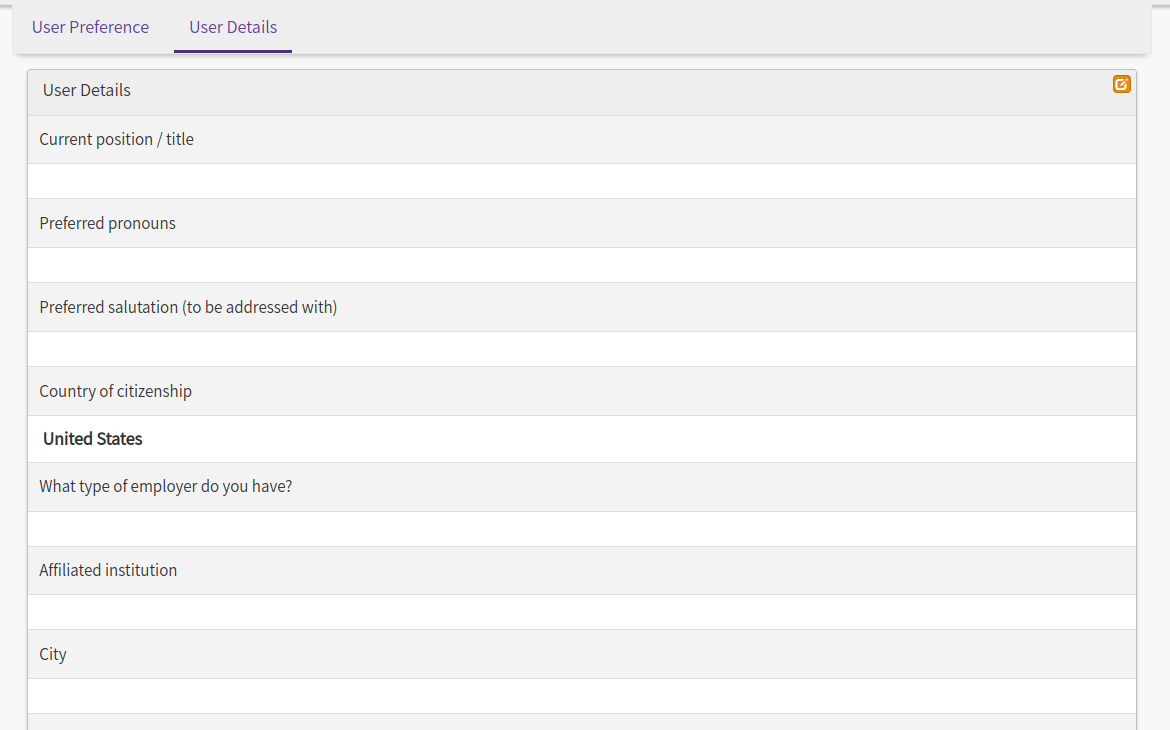 User Preference
User Details
User Details
Current position / title
Preferred pronouns
Preferred salutation (to be addressed with)
Country of citizenship
United States
What type of employer do you have?
Affiliated institution
City